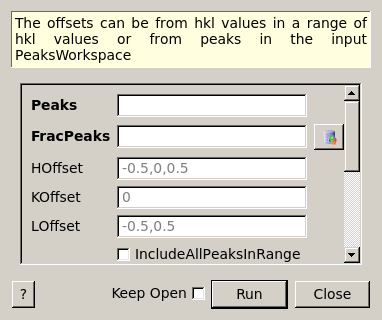 The offsets can be from hkl values in a range of
hkl values or from peaks in the input
PeaksWorkspace
Peaks
FracPeaks
HOffset -0.5,0,0.5
KOffset 0
LOffset -0.5,0.5
IncludeAllPeaksInRange
? Keep Open Run Close